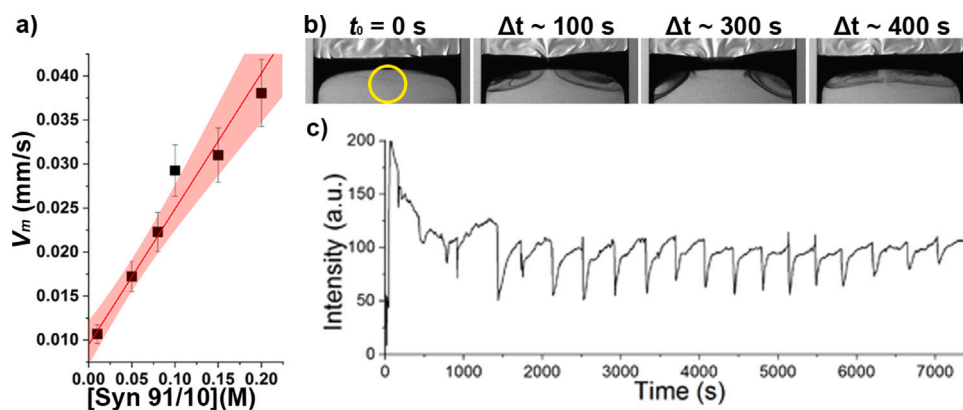 a)
V_m (mm/s)
0.040
0.035
0.030
0.025
0.020
0.015
0.010
0.00 0.05 0.10 0.15 0.20
[Syn 91/10](M)
b)
t₀ = 0 s Δt ~ 100 s Δt ~ 300 s Δt ~ 400 s
c)
Intensity (a.u.)
200
150
100
50
0
0 1000 2000 3000 4000 5000 6000 7000
Time (s)